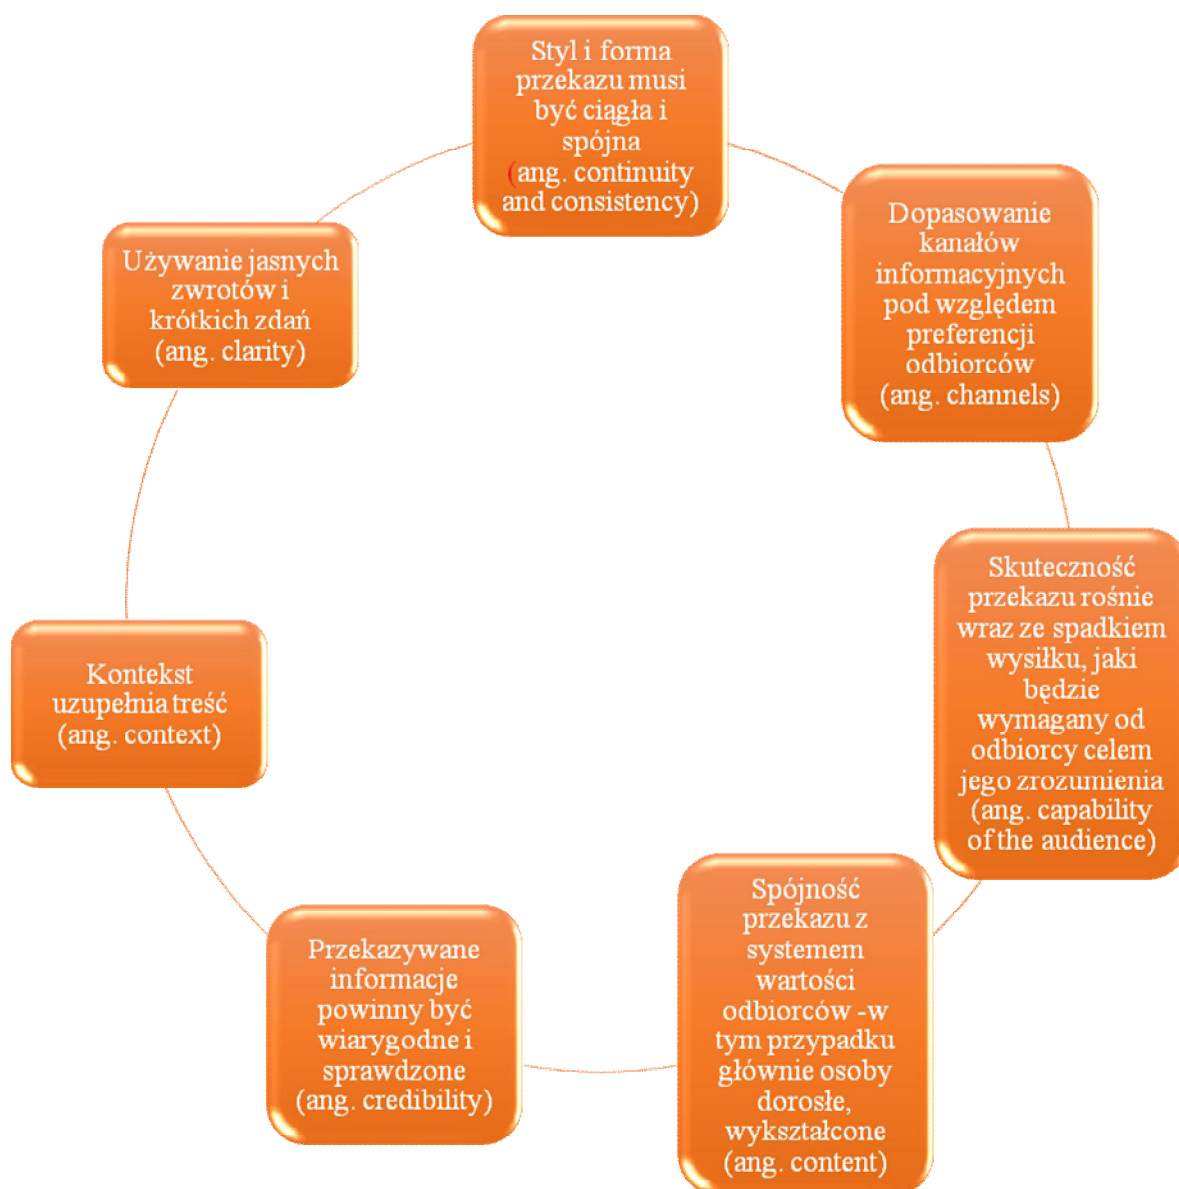 Styl i forma
przekazu musi
być ciągła i
spójna
(ang. continuity
and consistency)
Dopasowanie
kanałów
informacyjnych
pod względem
preferencji
odbiorców
(ang. channels)
Skuteczność
przekazu rośnie
wraz ze spadkiem
wysiłku, jaki
będzie
wymagany od
odbiorcy celem
jego zrozumienia
(ang. capability
of the audience)
Spójność
przekazu z
systemem
wartości
odbiorców -w
tym przypadku
głównie osoby
dorosłe,
wykształcone
(ang. content)
Przekazywane
informacje
powinny być
wiarygodne i
sprawdzone
(ang. credibility)
Kontekst
uzupełnia treść
(ang. context)
Używanie jasnych
zwrotów i
krótkich zdań
(ang. clarity)